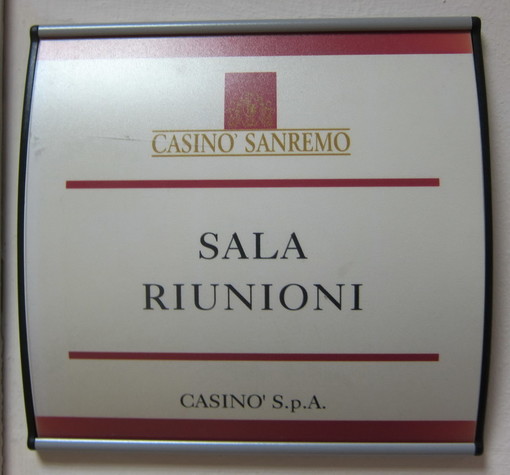 CASINO' SANREMO
SALA
RIUNIONI
CASINO' S.p.A.